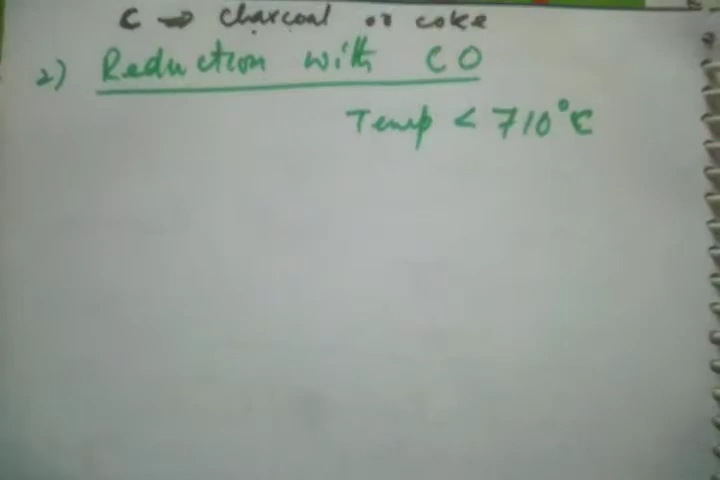 C → charcoal or coke
2) Reduction with CO
Temp < 710°C